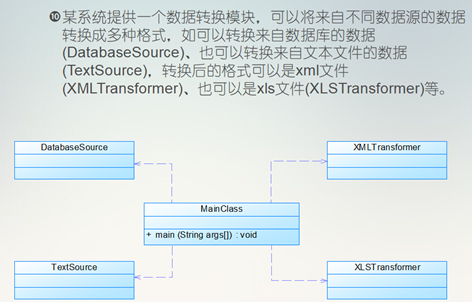 ❿某系统提供一个数据转换模块，可以将来自不同数据源的数据
转换成多种格式，如可以转换来自数据库的数据
(DatabaseSource)、也可以转换来自文本文件的数据
(TextSource)，转换后的格式可以是xml文件
(XMLTransformer)、也可以是xls文件(XLSTransformer)等。
DatabaseSource
XMLTransformer
MainClass
+ main (String args[]) : void
TextSource
XLSTransformer